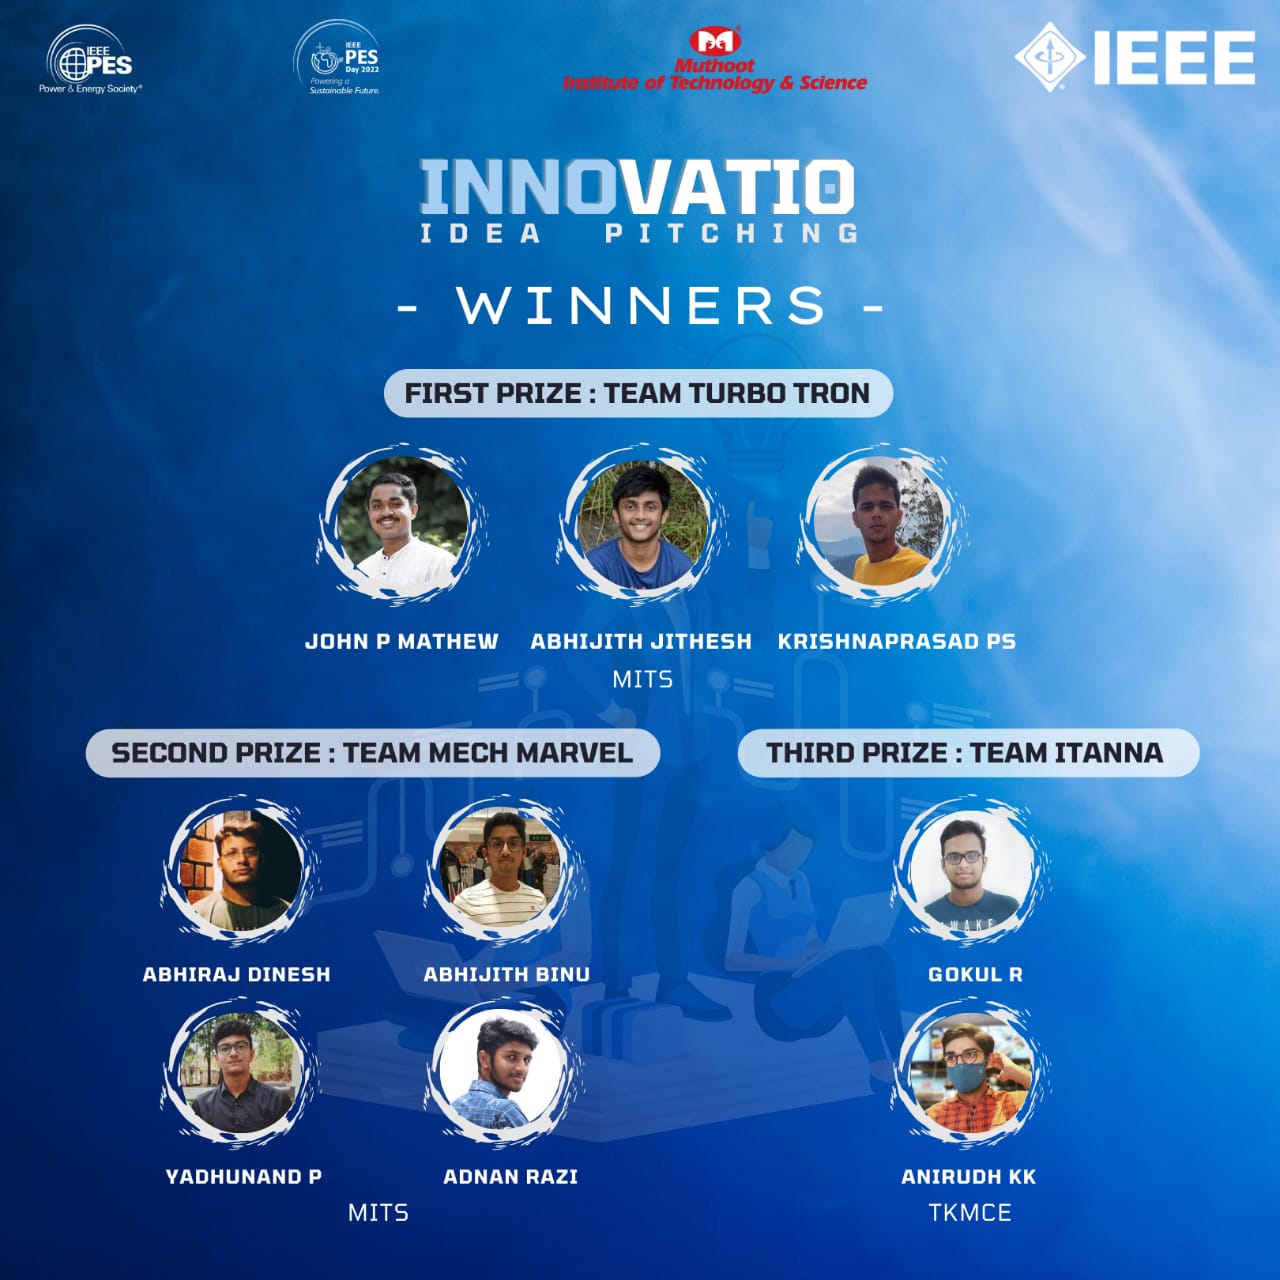 IEEE
PES
Power & Energy Society®
IEEE
PES
Day 2022
Powering a
Sustainable Future.
Muthoot
Institute of Technology & Science
IEEE
INNOVATIO
IDEA PITCHING
- WINNERS -
FIRST PRIZE : TEAM TURBO TRON
JOHN P MATHEW ABHIJITH JITHESH KRISHNAPRASAD PS
MITS
SECOND PRIZE : TEAM MECH MARVEL
ABHIRAJ DINESH ABHIJITH BINU
YADHUNAND P ADNAN RAZI
MITS
THIRD PRIZE : TEAM ITANNA
WAKE
GOKUL R
ANIRUDH KK
TKMCE